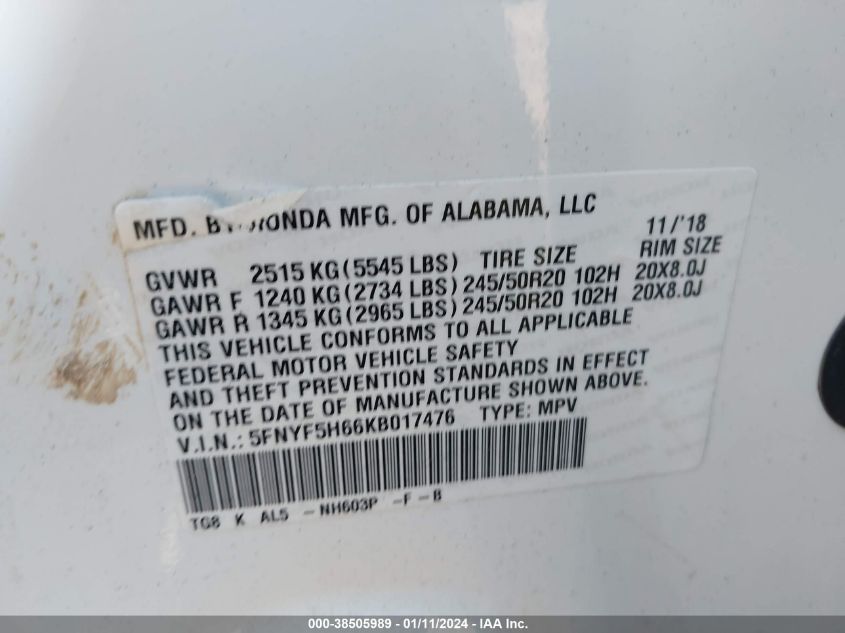 MFD. BY HONDA MFG. OF ALABAMA, LLC 11/'18
GVWR 2515 KG (5545 LBS) TIRE SIZE RIM SIZE
GAWR F 1240 KG (2734 LBS) 245/50R20 102H 20X8.0J
GAWR R 1345 KG (2965 LBS) 245/50R20 102H 20X8.0J
THIS VEHICLE CONFORMS TO ALL APPLICABLE
FEDERAL MOTOR VEHICLE SAFETY
AND THEFT PREVENTION STANDARDS IN EFFECT
ON THE DATE OF MANUFACTURE SHOWN ABOVE.
V.I.N.: 5FNYF5H66KB017476 TYPE: MPV
TG8 K AL5 -NH603P -F-B
000-38505989 - 01/11/2024 - IAA Inc.